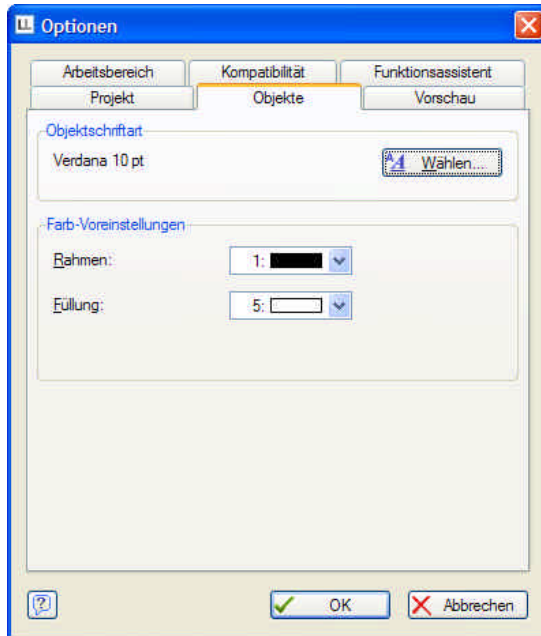 LL Optionen
Arbeitsbereich Kompatibilität Funktionsassistent
Projekt Objekte Vorschau
Objektschriftart
Verdana 10 pt Wählen...
Farb-Voreinstellungen
Rahmen: 1:
Füllung: 5:
OK Abbrechen